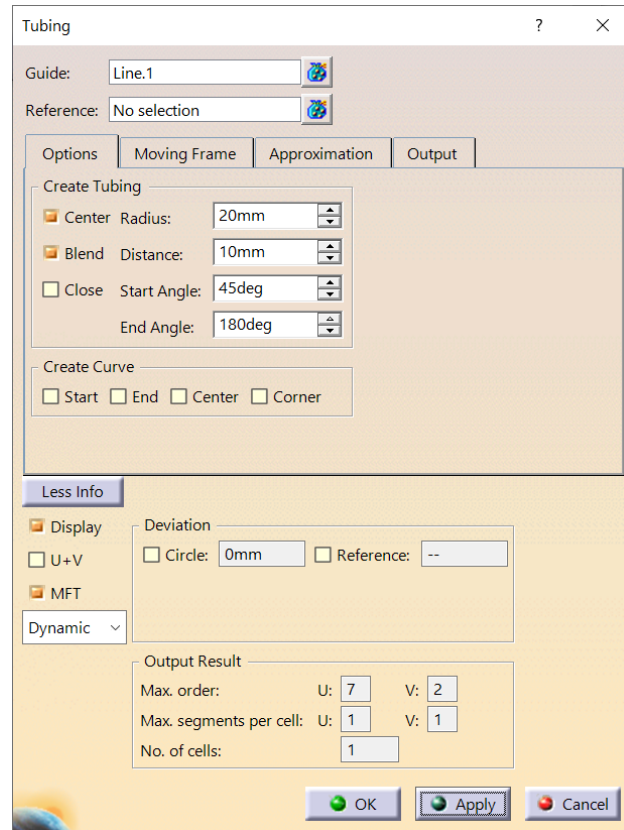 Tubing ?
Guide: Line.1
Reference: No selection
Options Moving Frame Approximation Output
Create Tubing
Center Radius: 20mm
Blend Distance: 10mm
Close Start Angle: 45deg
End Angle: 180deg
Create Curve
Start End Center Corner
Less Info
Display
U+V
MFT
Dynamic
Deviation
Circle: 0mm Reference: --
Output Result
Max. order: U: 7 V: 2
Max. segments per cell: U: 1 V: 1
No. of cells: 1
OK Apply Cancel